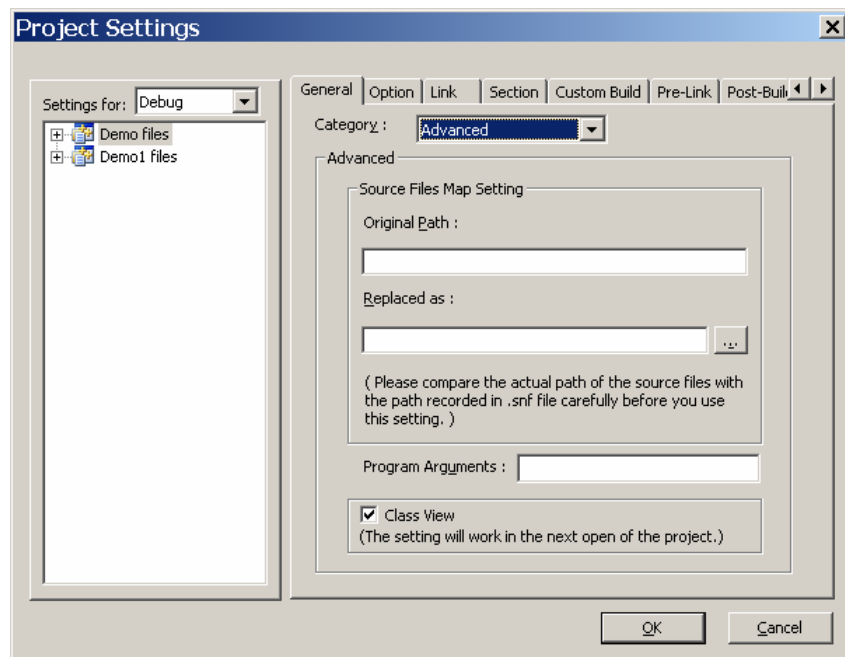 Project Settings
Settings for: Debug
Demo files
Demo1 files
General Option Link Section Custom Build Pre-Link Post-Buil
Category : Advanced
Advanced
Source Files Map Setting
Original Path :
Replaced as :
...
( Please compare the actual path of the source files with
the path recorded in .snf file carefully before you use
this setting. )
Program Arguments :
Class View
(The setting will work in the next open of the project.)
OK Cancel